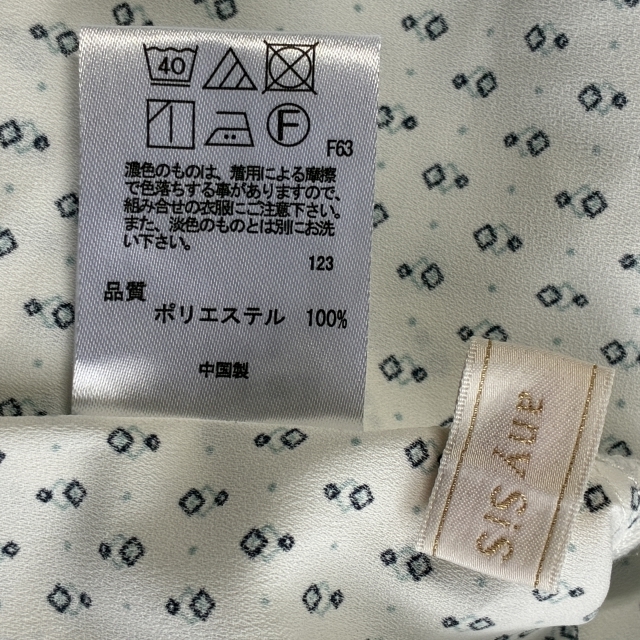 40
F
F63
濃色のものは、着用による摩擦
で色落ちする事がありますので、
組み合せの衣服にご注意下さい。
また、淡色のものとは別にお洗
い下さい。
123
品質
ポリエステル 100%
中国製
any SiS